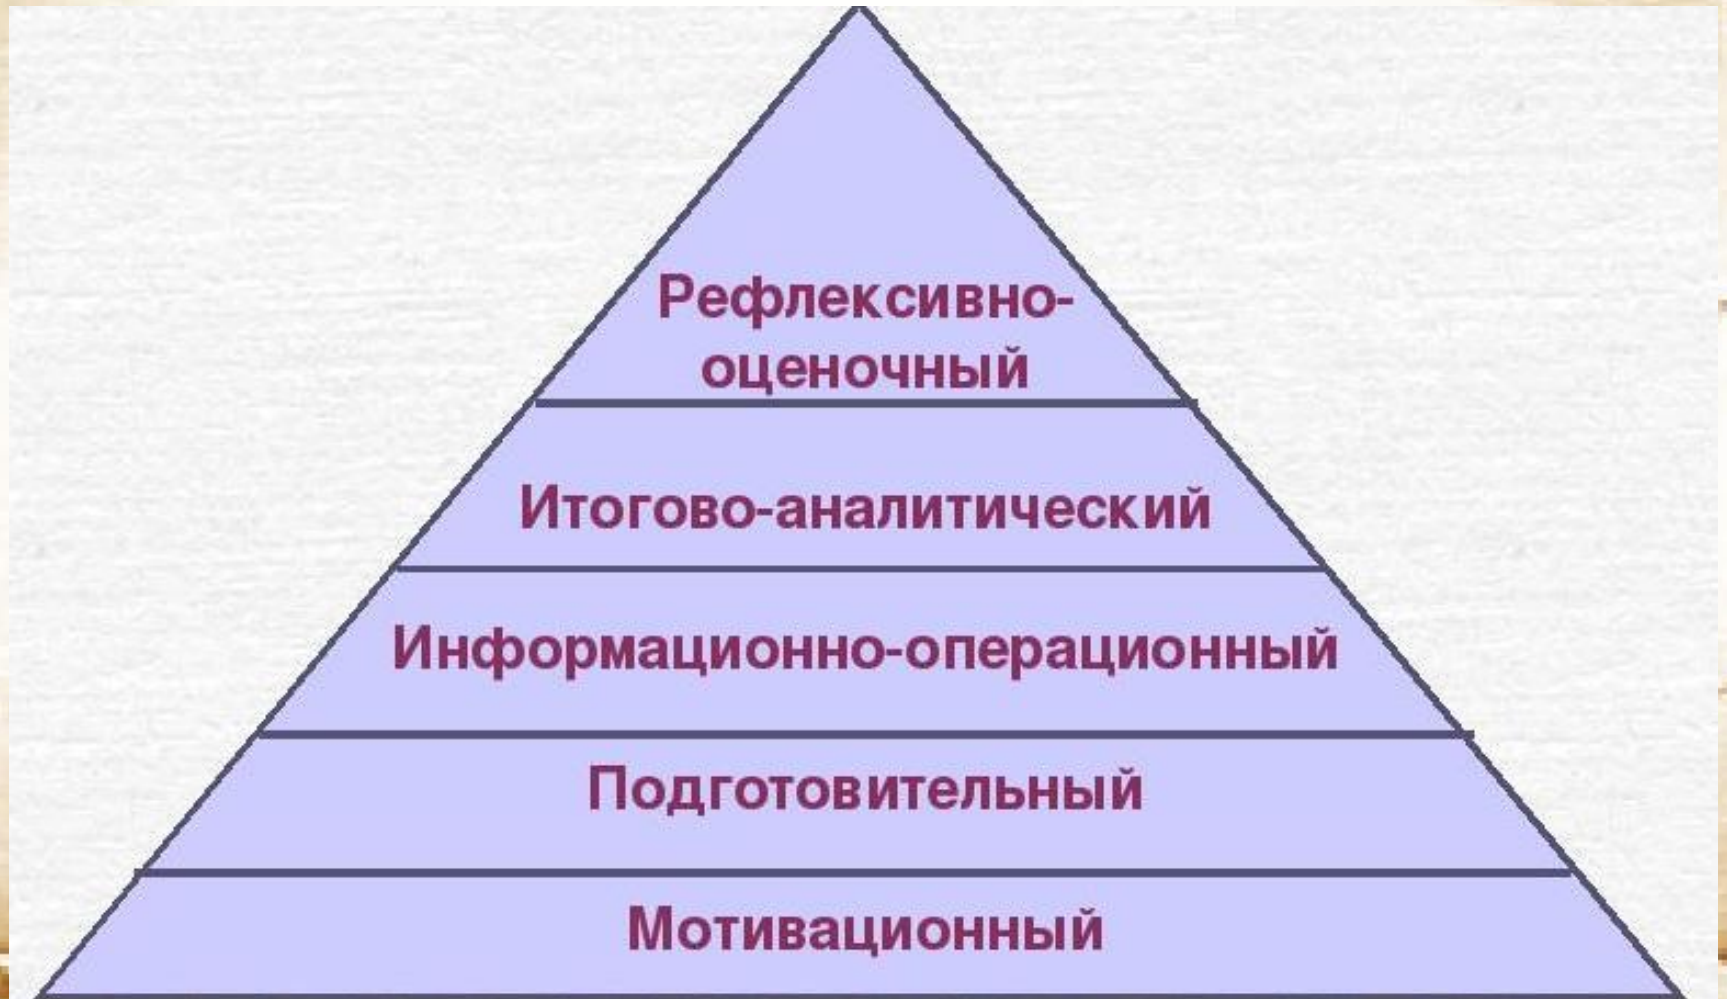 Рефлексивно-
оценочный
Итогово-аналитический
Информационно-операционный
Подготовительный
Мотивационный